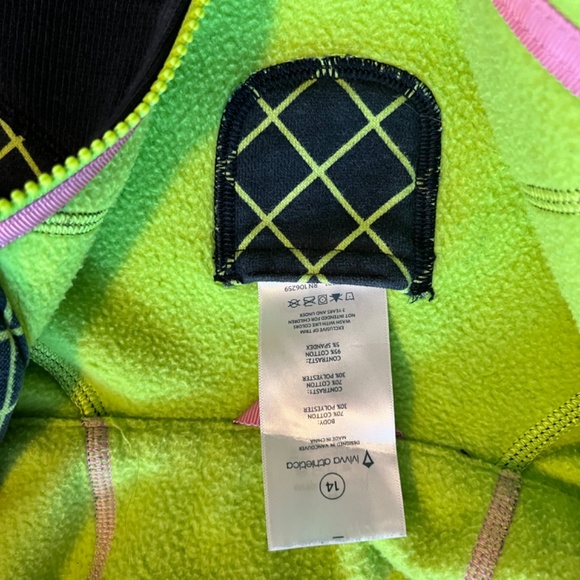 14
ivivva athletica
DESIGNED IN VANCOUVER
MADE IN CHINA
BODY:
70% COTTON
30% POLYESTER
CONTRAST1:
70% COTTON
30% POLYESTER
CONTRAST2:
95% COTTON
5% SPANDEX
EXCLUSIVE OF TRIM
WASH WITH LIKE COLORS
NOT INTENDED FOR CHILDREN
3 YEARS AND UNDER
RN 106259